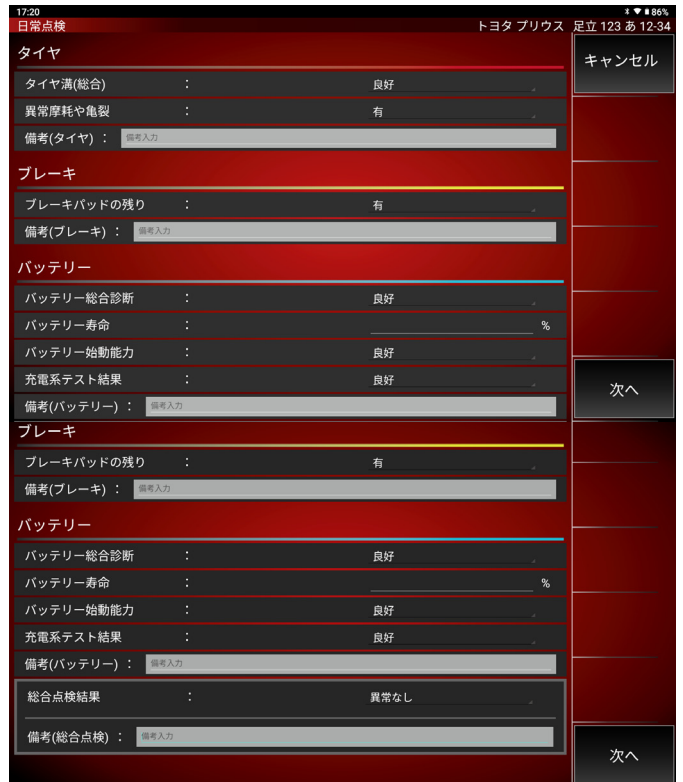 17:20 86%
日常点検 トヨタ プリウス 足立 123 あ 12-34
タイヤ
キャンセル
タイヤ溝(総合) : 良好
異常摩耗や亀裂 : 有
備考(タイヤ) : 備考入力
ブレーキ
ブレーキパッドの残り : 有
備考(ブレーキ) : 備考入力
バッテリー
バッテリー総合診断 : 良好
バッテリー寿命 : %
バッテリー始動能力 : 良好
充電系テスト結果 : 良好
次へ
備考(バッテリー) : 備考入力
ブレーキ
ブレーキパッドの残り : 有
備考(ブレーキ) : 備考入力
バッテリー
バッテリー総合診断 : 良好
バッテリー寿命 : %
バッテリー始動能力 : 良好
充電系テスト結果 : 良好
備考(バッテリー) : 備考入力
総合点検結果 : 異常なし
備考(総合点検) : 備考入力
次へ